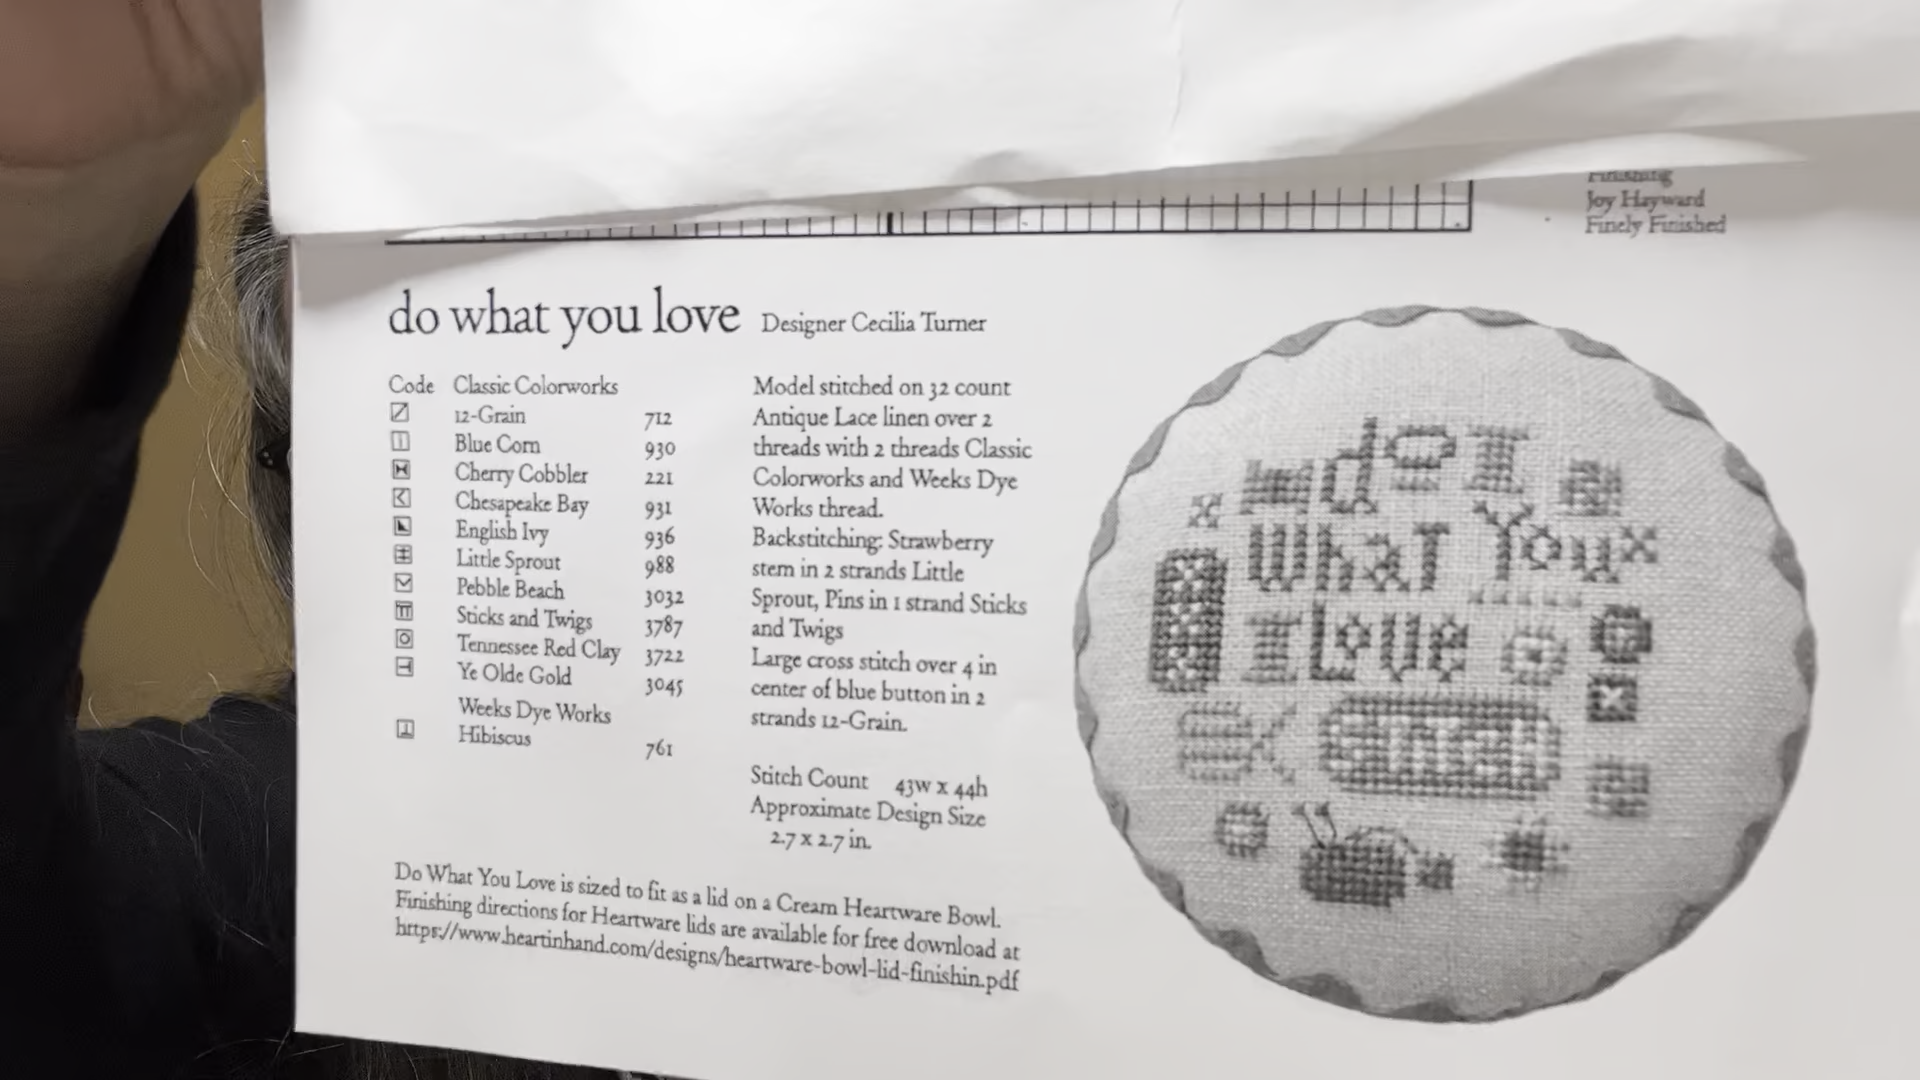 Finishing
Joy Hayward
Finely Finished
do what you love Designer Cecilia Turner
Code Classic Colorworks
12-Grain 712
Blue Corn 930
Cherry Cobbler 221
Chesapeake Bay 931
English Ivy 936
Little Sprout 988
Pebble Beach 3032
Sticks and Twigs 3787
Tennessee Red Clay 3722
Ye Olde Gold 3045
Weeks Dye Works
Hibiscus 761
Model stitched on 32 count
Antique Lace linen over 2
threads with 2 threads Classic
Colorworks and Weeks Dye
Works thread.
Backstitching: Strawberry
stem in 2 strands Little
Sprout, Pins in 1 strand Sticks
and Twigs
Large cross stitch over 4 in
center of blue button in 2
strands 12-Grain.
Stitch Count 43w x 44h
Approximate Design Size
2.7 x 2.7 in.
Do What You Love is sized to fit as a lid on a Cream Heartware Bowl.
Finishing directions for Heartware lids are available for free download at
https://www.heartinhand.com/designs/heartware-bowl-lid-finishin.pdf
do
what you
love